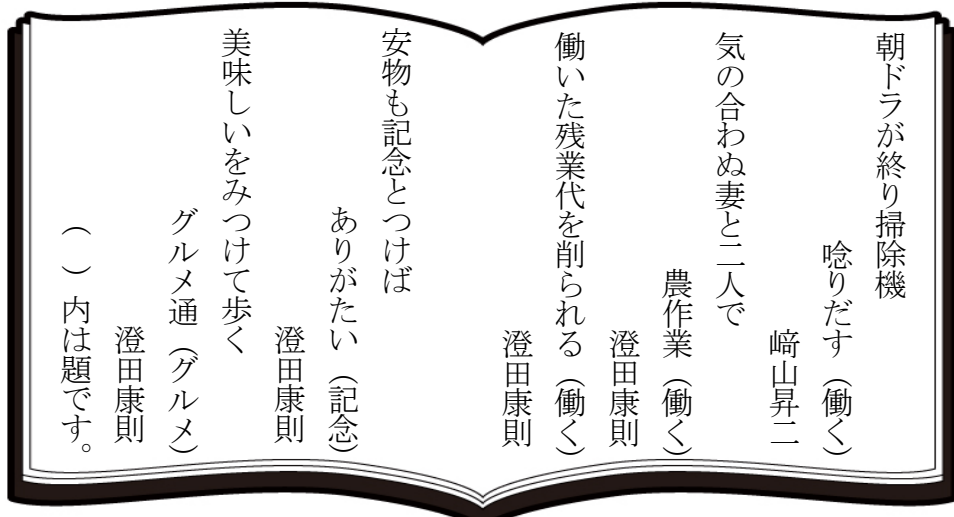 朝ドラが終り掃除機
唸りだす（働く）
﨑山昇二
気の合わぬ妻と二人で
農作業（働く）
澄田康則
働いた残業代を削られる（働く）
澄田康則
安物も記念とつけば
ありがたい（記念）
澄田康則
美味しいをみつけて歩く
グルメ通（グルメ）
澄田康則
（　）内は題です。